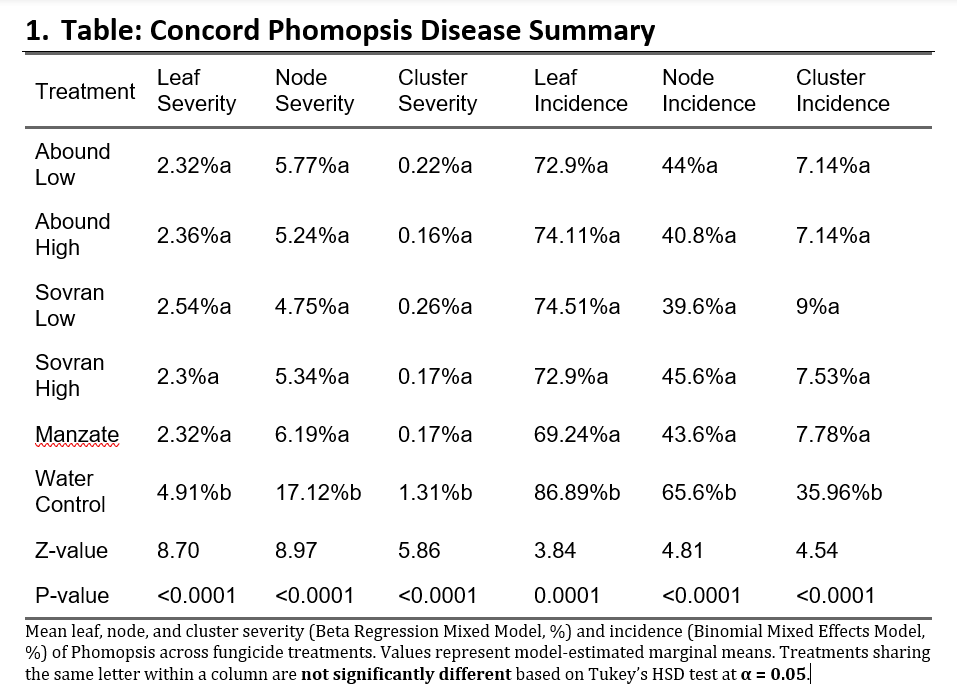 1. Table: Concord Phomopsis Disease Summary
Treatment Leaf Severity Node Severity Cluster Severity Leaf Incidence Node Incidence Cluster Incidence
Abound Low 2.32%a 5.77%a 0.22%a 72.9%a 44%a 7.14%a
Abound High 2.36%a 5.24%a 0.16%a 74.11%a 40.8%a 7.14%a
Sovran Low 2.54%a 4.75%a 0.26%a 74.51%a 39.6%a 9%a
Sovran High 2.3%a 5.34%a 0.17%a 72.9%a 45.6%a 7.53%a
Manzate 2.32%a 6.19%a 0.17%a 69.24%a 43.6%a 7.78%a
Water Control 4.91%b 17.12%b 1.31%b 86.89%b 65.6%b 35.96%b
Z-value 8.70 8.97 5.86 3.84 4.81 4.54
P-value <0.0001 <0.0001 <0.0001 0.0001 <0.0001 <0.0001
Mean leaf, node, and cluster severity (Beta Regression Mixed Model, %) and incidence (Binomial Mixed Effects Model,
%) of Phomopsis across fungicide treatments. Values represent model-estimated marginal means. Treatments sharing
the same letter within a column are not significantly different based on Tukey’s HSD test at α = 0.05.